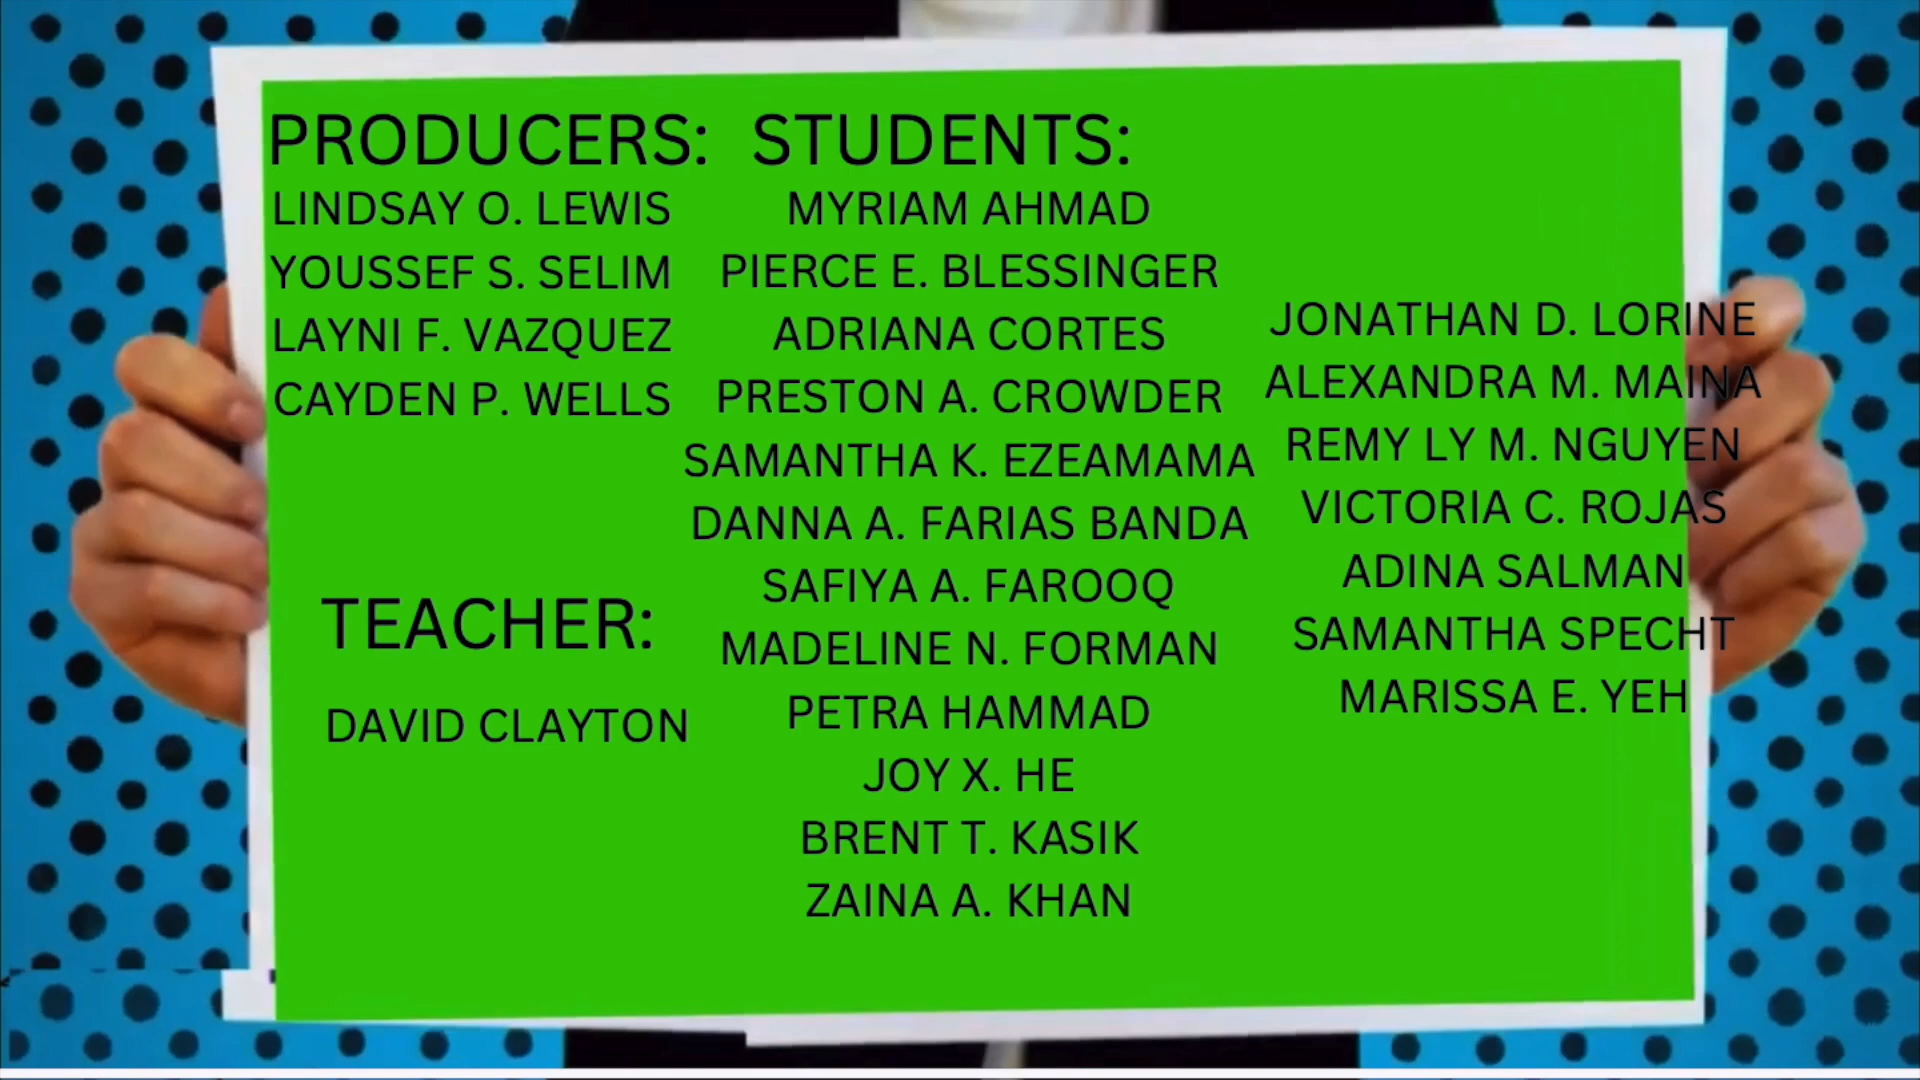 PRODUCERS:
LINDSAY O. LEWIS
YOUSSEF S. SELIM
LAYNI F. VAZQUEZ
CAYDEN P. WELLS
TEACHER:
DAVID CLAYTON
STUDENTS:
MYRIAM AHMAD
PIERCE E. BLESSINGER
ADRIANA CORTES
PRESTON A. CROWDER
SAMANTHA K. EZEAMAMA
DANNA A. FARIAS BANDA
SAFIYA A. FAROOQ
MADELINE N. FORMAN
PETRA HAMMAD
JOY X. HE
BRENT T. KASIK
ZAINA A. KHAN
JONATHAN D. LORINE
ALEXANDRA M. MAINA
REMY LY M. NGUYEN
VICTORIA C. ROJAS
ADINA SALMAN
SAMANTHA SPECHT
MARISSA E. YEH